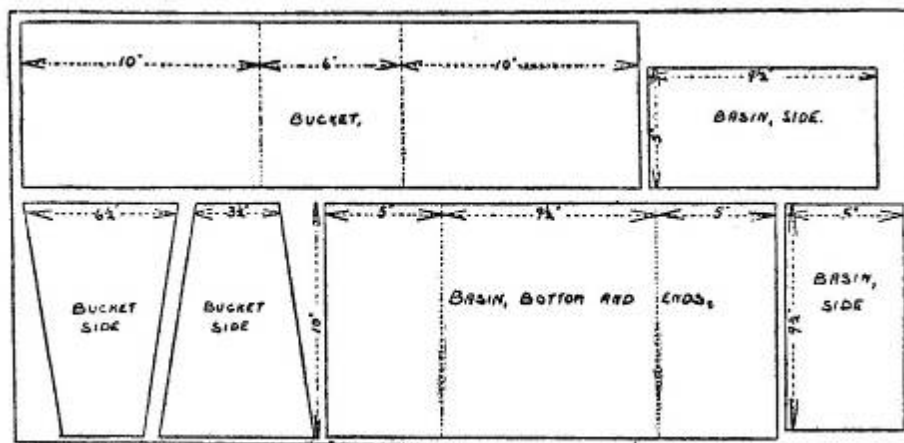 10"
6"
10"
BUCKET,
9½"
5"
BASIN, SIDE.
6½"
3½"
BUCKET
SIDE
BUCKET
SIDE
10"
5"
9½"
5"
BASIN, BOTTOM AND ENDS.
5"
9½"
BASIN,
SIDE